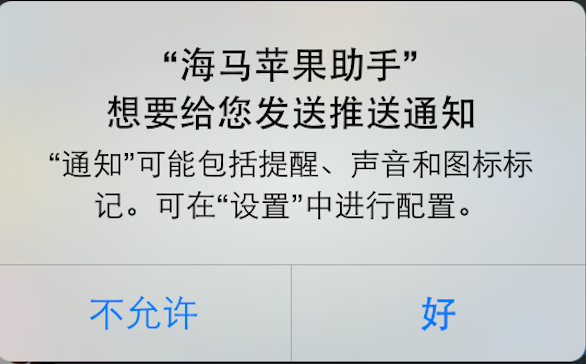 “海马苹果助手”
想要给您发送推送通知
“通知”可能包括提醒、声音和图标标
记。可在“设置”中进行配置。
不允许
好